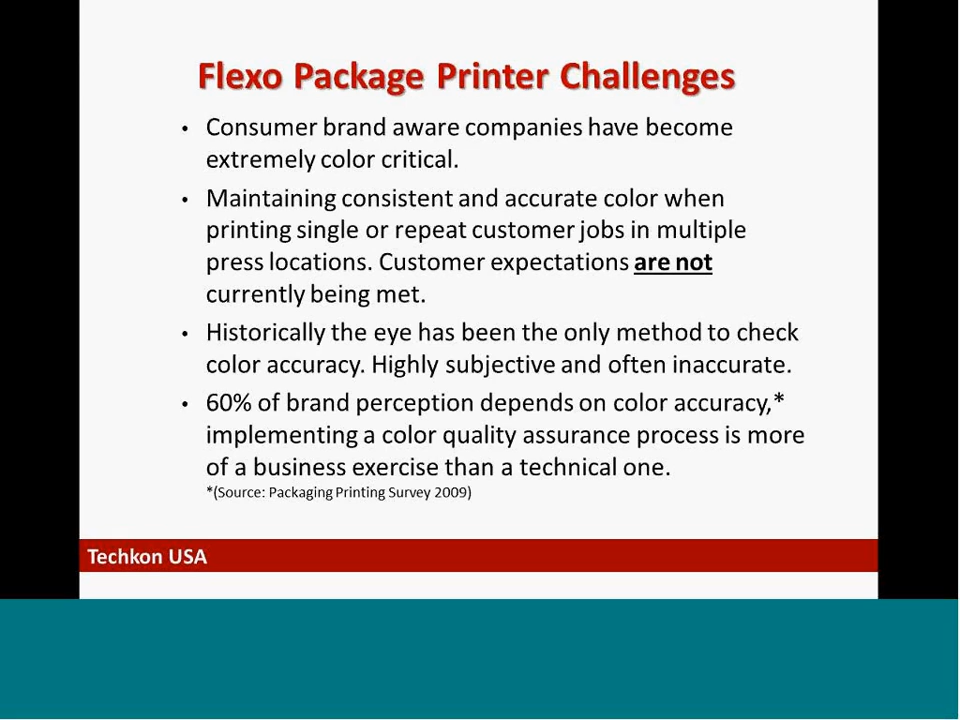 Flexo Package Printer Challenges
• Consumer brand aware companies have become
extremely color critical.
• Maintaining consistent and accurate color when
printing single or repeat customer jobs in multiple
press locations. Customer expectations are not
currently being met.
• Historically the eye has been the only method to check
color accuracy. Highly subjective and often inaccurate.
• 60% of brand perception depends on color accuracy,*
implementing a color quality assurance process is more
of a business exercise than a technical one.
*(Source: Packaging Printing Survey 2009)
Techkon USA